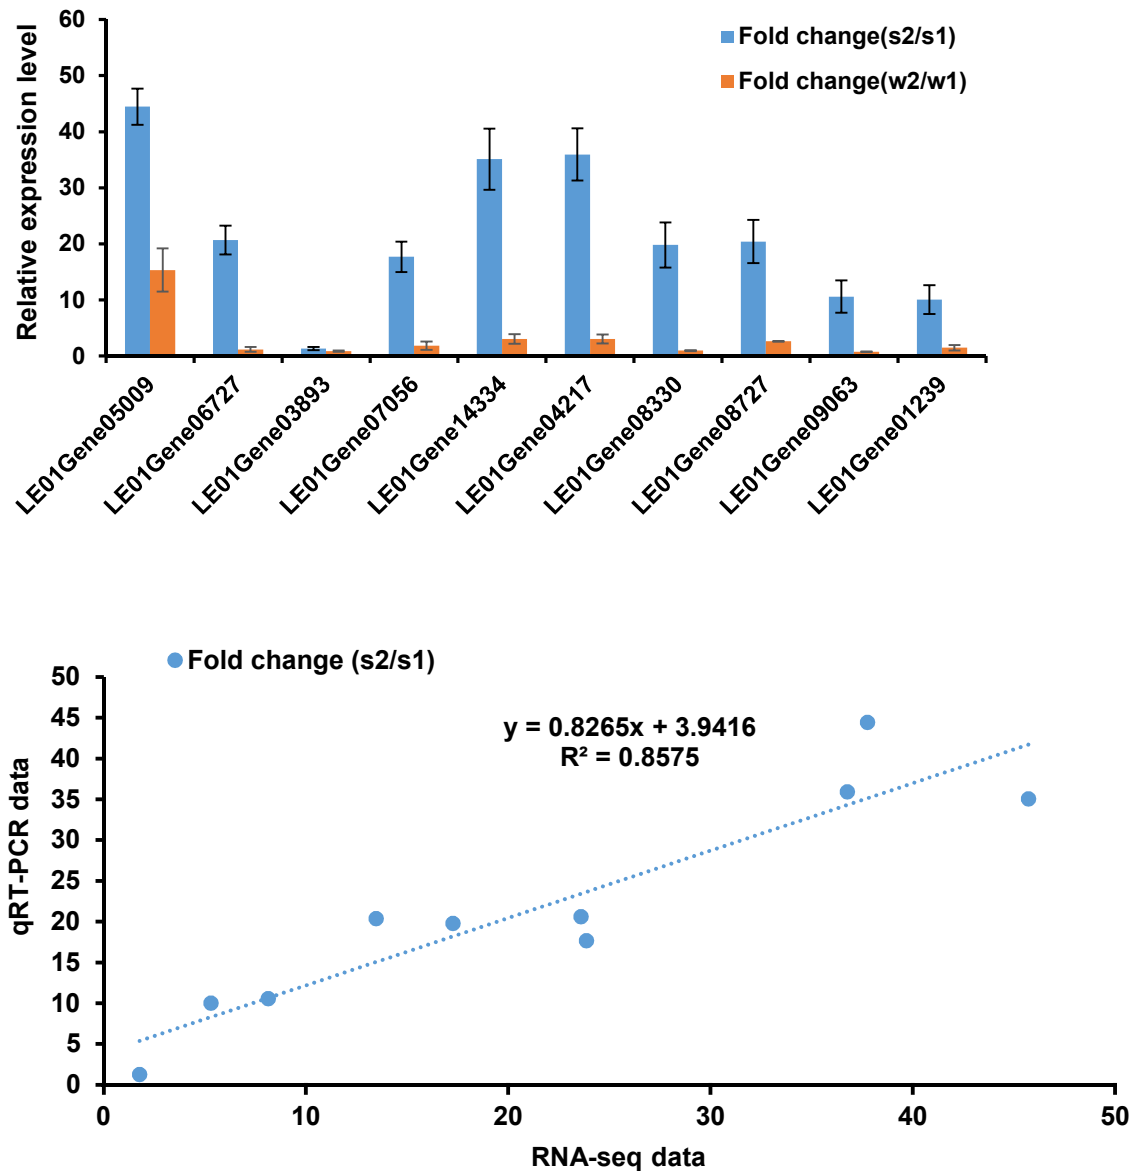 Relative expression level
60
50
40
30
20
10
0
Fold change(s2/s1)
Fold change(w2/w1)
LE01Gene05009
LE01Gene06727
LE01Gene03893
LE01Gene07056
LE01Gene14334
LE01Gene04217
LE01Gene08330
LE01Gene08727
LE01Gene09063
LE01Gene01239
Fold change (s2/s1)
qRT-PCR data
50
45
40
35
30
25
20
15
10
5
0
y = 0.8265x + 3.9416
R² = 0.8575
0 10 20 30 40 50
RNA-seq data